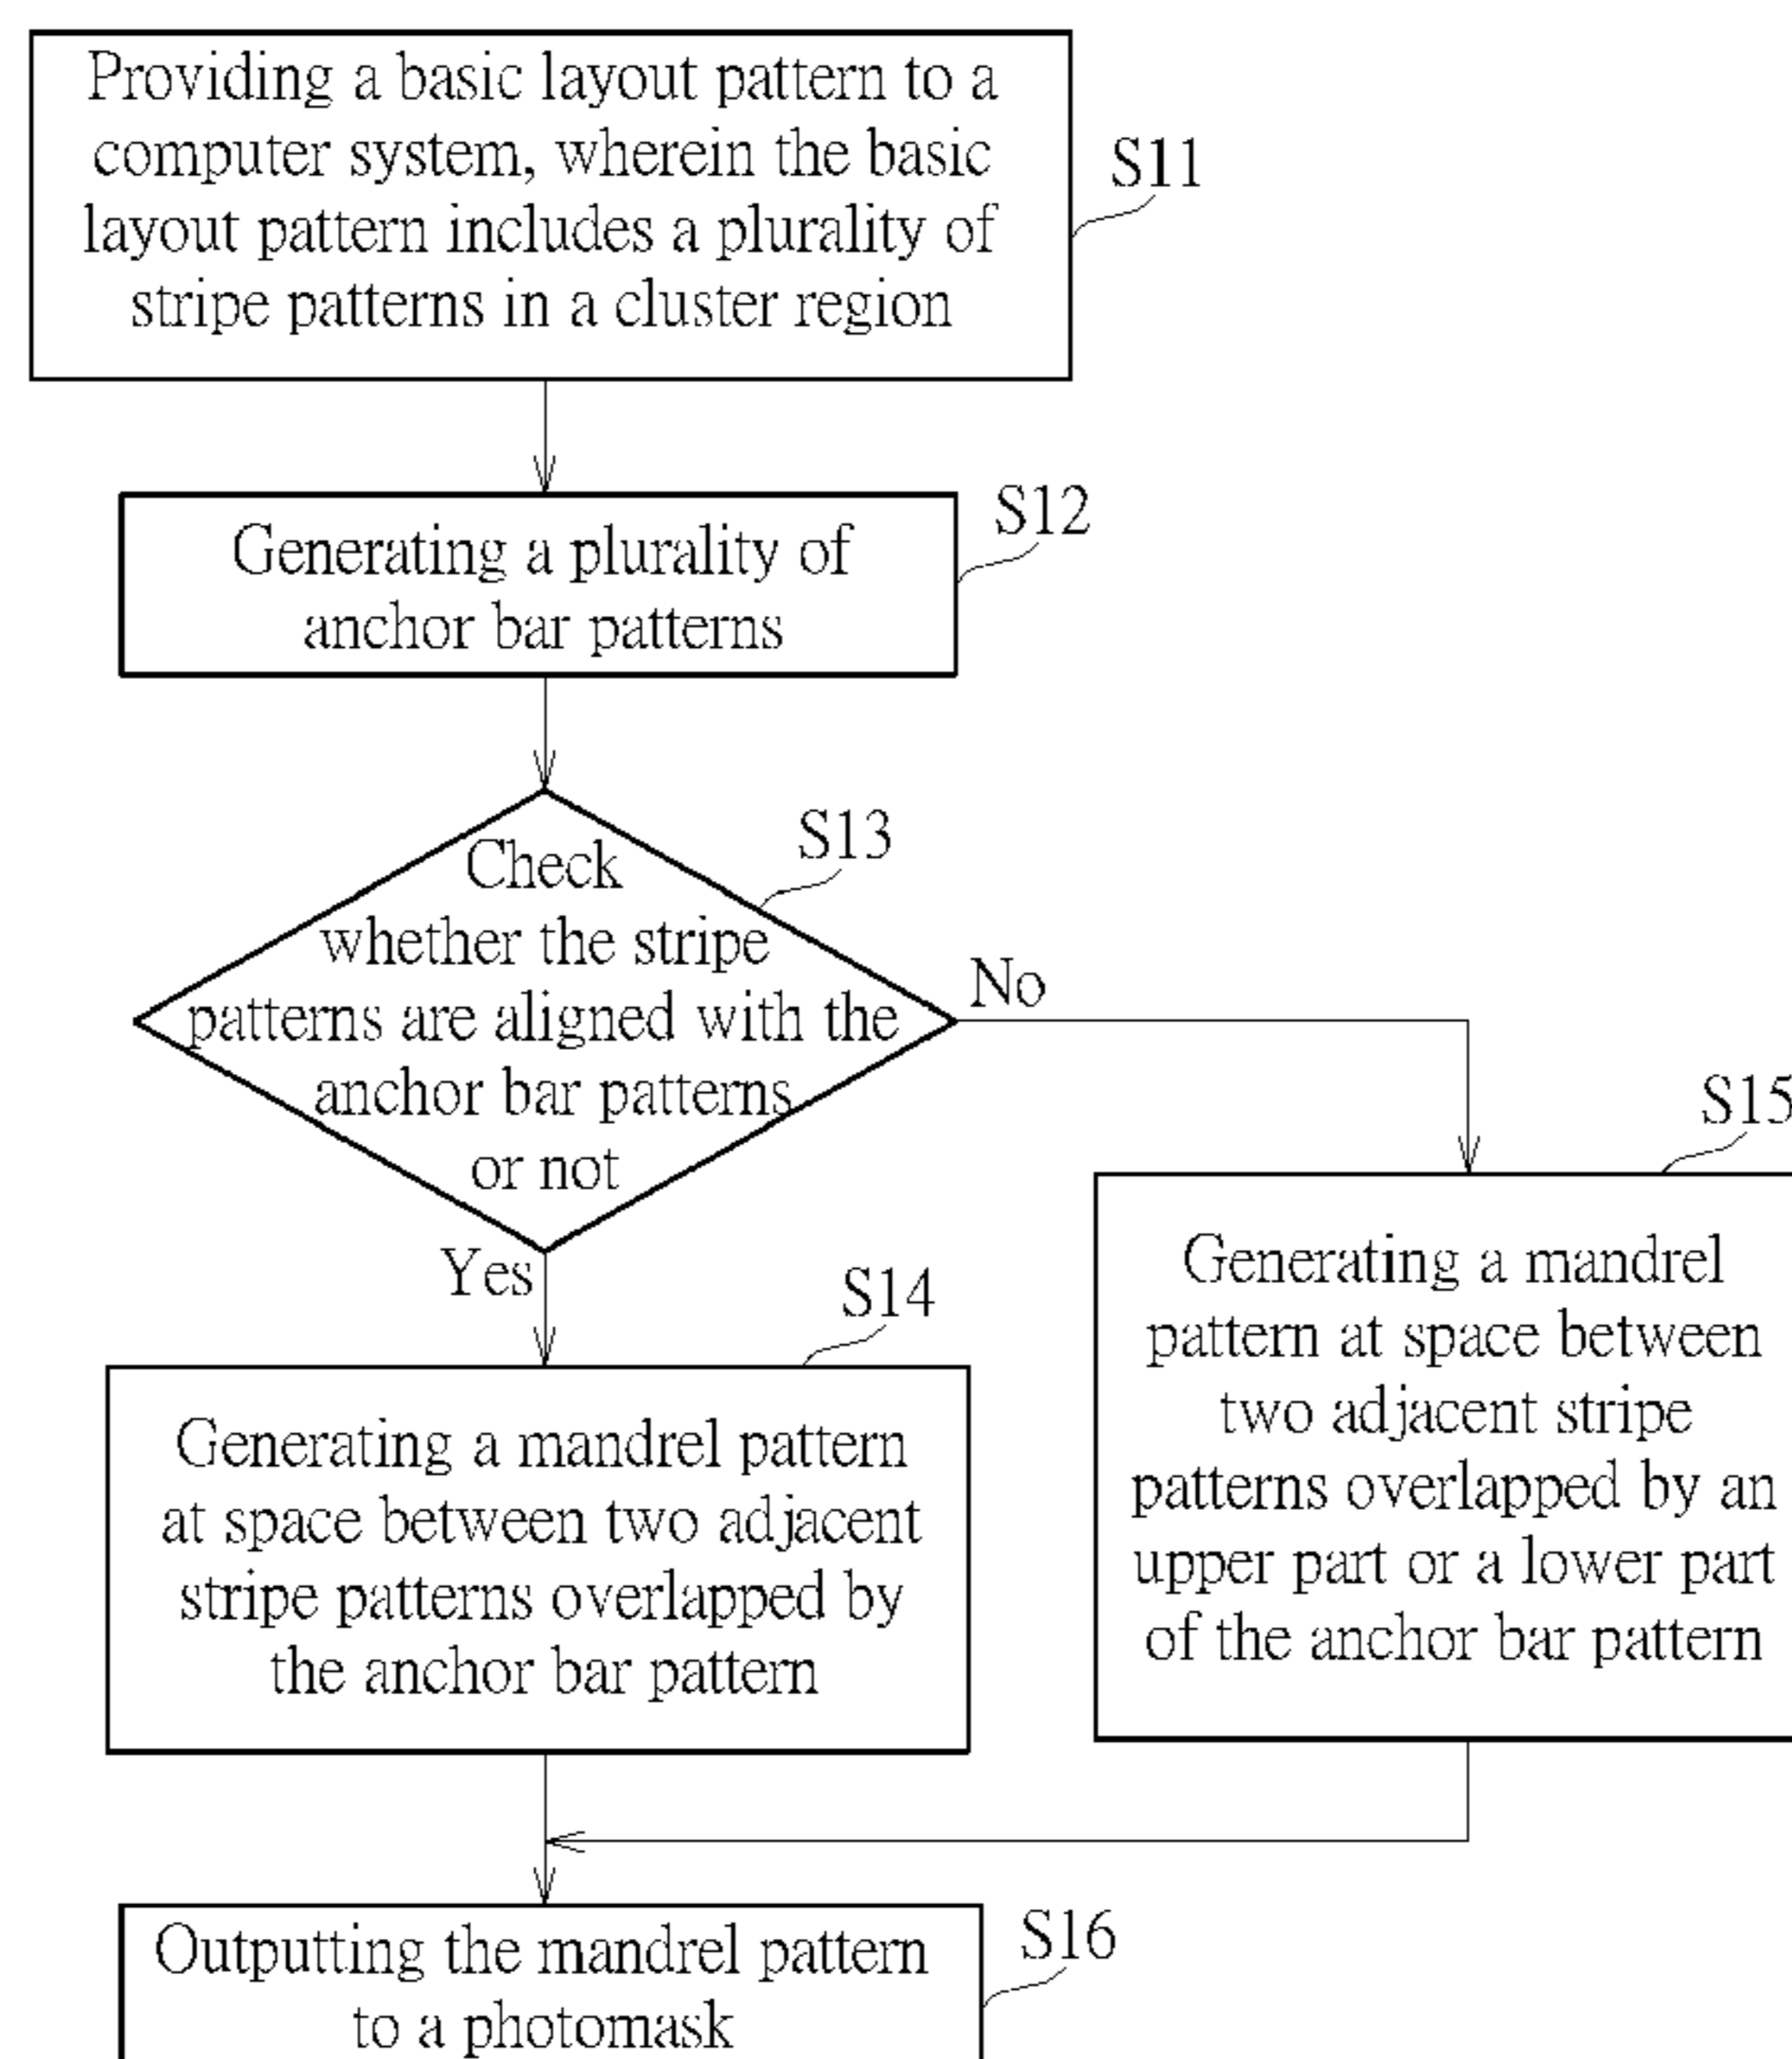 Providing a basic layout pattern to a
computer system, wherein the basic
layout pattern includes a plurality of
stripe patterns in a cluster region
S11
Generating a plurality of
anchor bar patterns
S12
Check
whether the stripe
patterns are aligned with the
anchor bar patterns
or not
S13
No
Yes
S14
Generating a mandrel pattern
at space between two adjacent
stripe patterns overlapped by
the anchor bar pattern
S15
Generating a mandrel
pattern at space between
two adjacent stripe
patterns overlapped by an
upper part or a lower part
of the anchor bar pattern
Outputting the mandrel pattern
to a photomask
S16